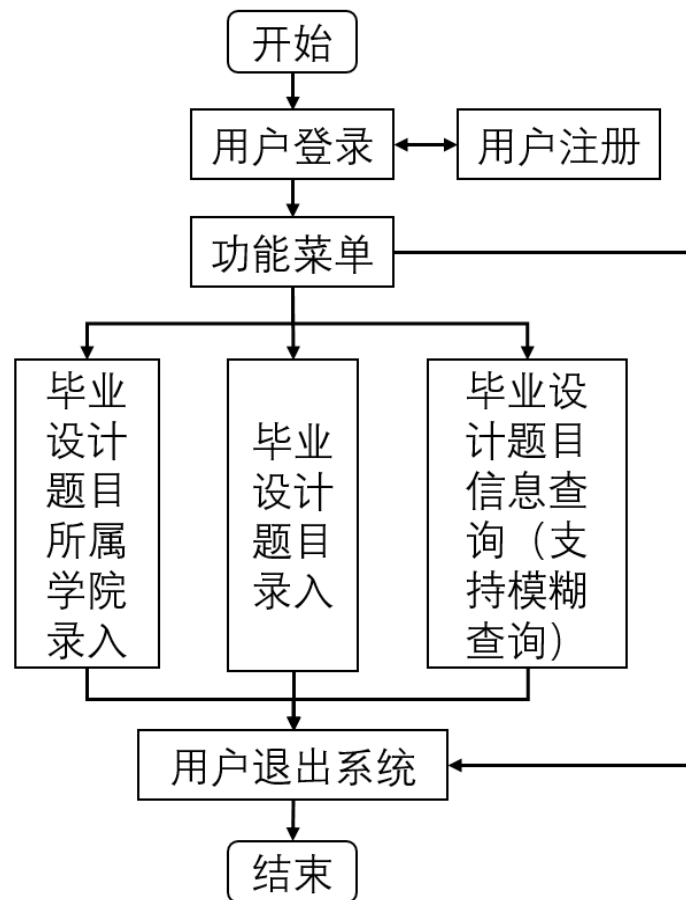 开始
用户登录
用户注册
功能菜单
毕业
设计
题目
所属
学院
录入
毕业
设计
题目
录入
毕业设
计题目
信息查
询（支
持模糊
查询）
用户退出系统
结束